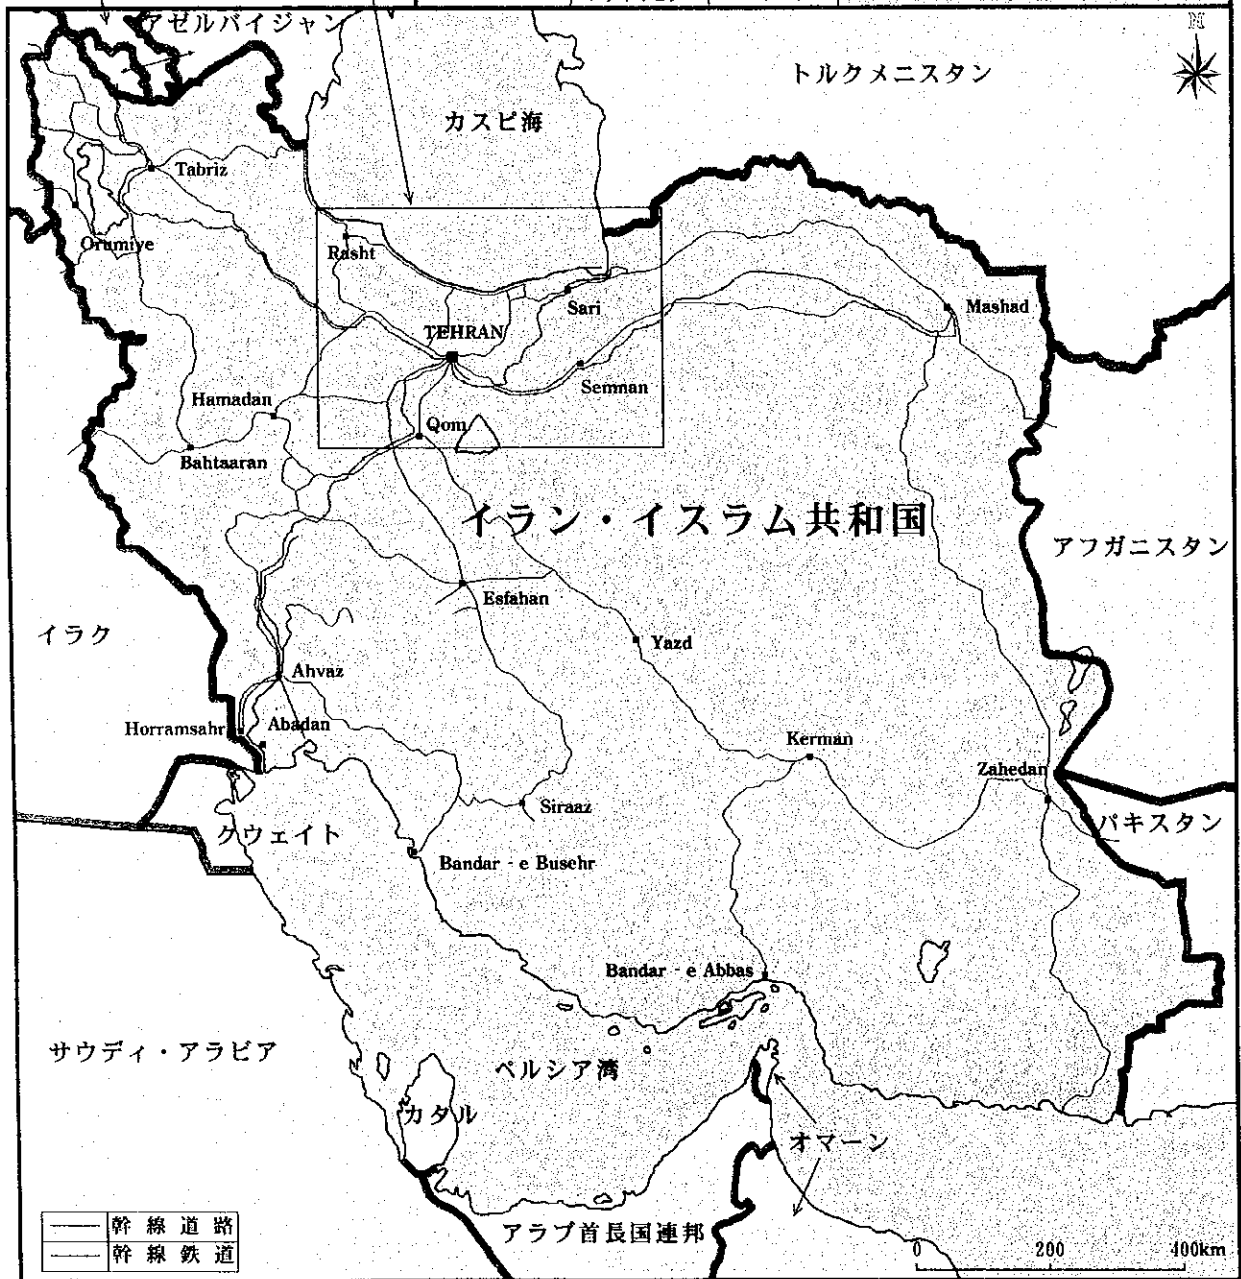 アゼルバイジャン
N
トルクメニスタン
カスピ海
Tabriz
Orumiye
Rasht
Sari
Mashad
TEHRAN
Semnan
Hamadan
Qom
Bahtaaran
イラン・イスラム共和国
アフガニスタン
Esfahan
イラク
Yazd
Ahvaz
Horramsahr
Abadan
Kerman
Zahedan
Siraaz
パキスタン
クウェイト
Bandar - e Busehr
Bandar - e Abbas
サウディ・アラビア
ペルシア湾
カタル
オマーン
アラブ首長国連邦
幹線道路
幹線鉄道
0 200 400km